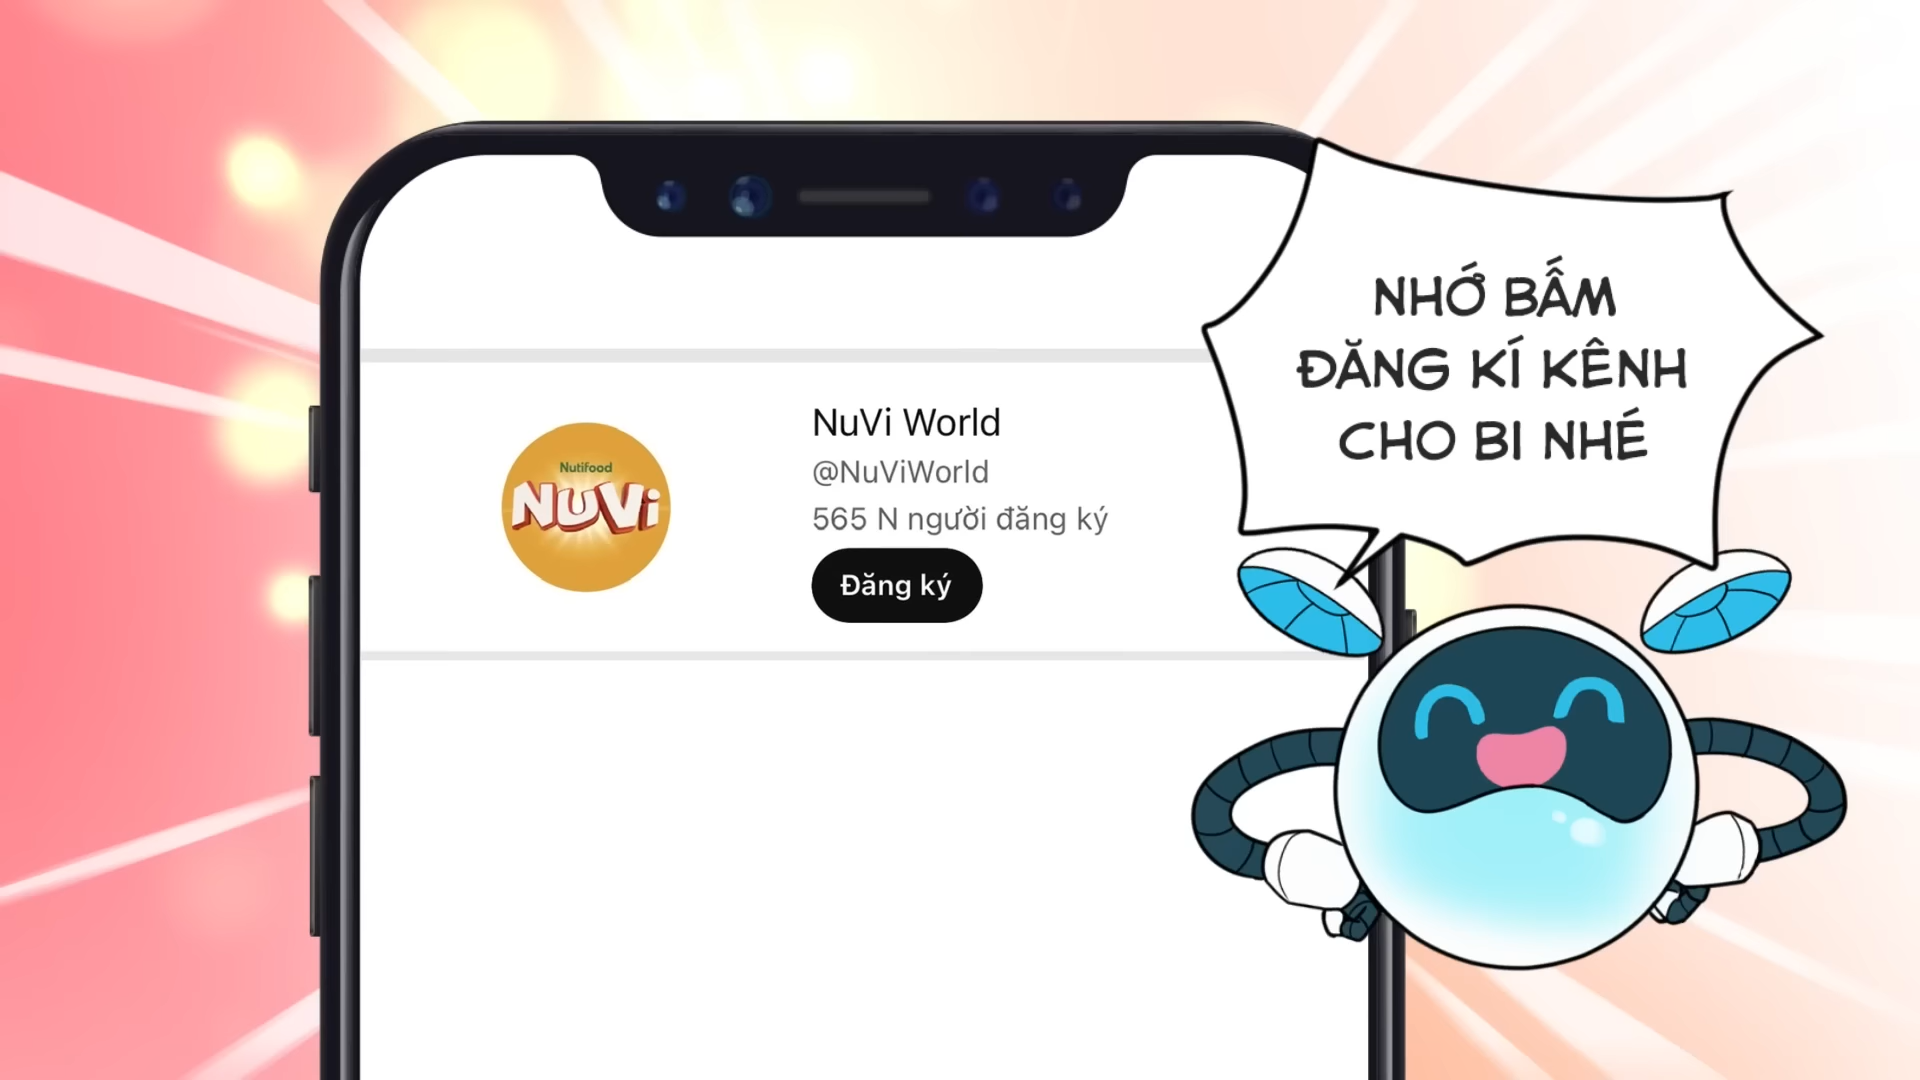 Nutifood
NuVi
NuVi World
@NuViWorld
565 N người đăng ký
Đăng ký
NHỚ BẤM
ĐĂNG KÍ KÊNH
CHO BI NHÉ